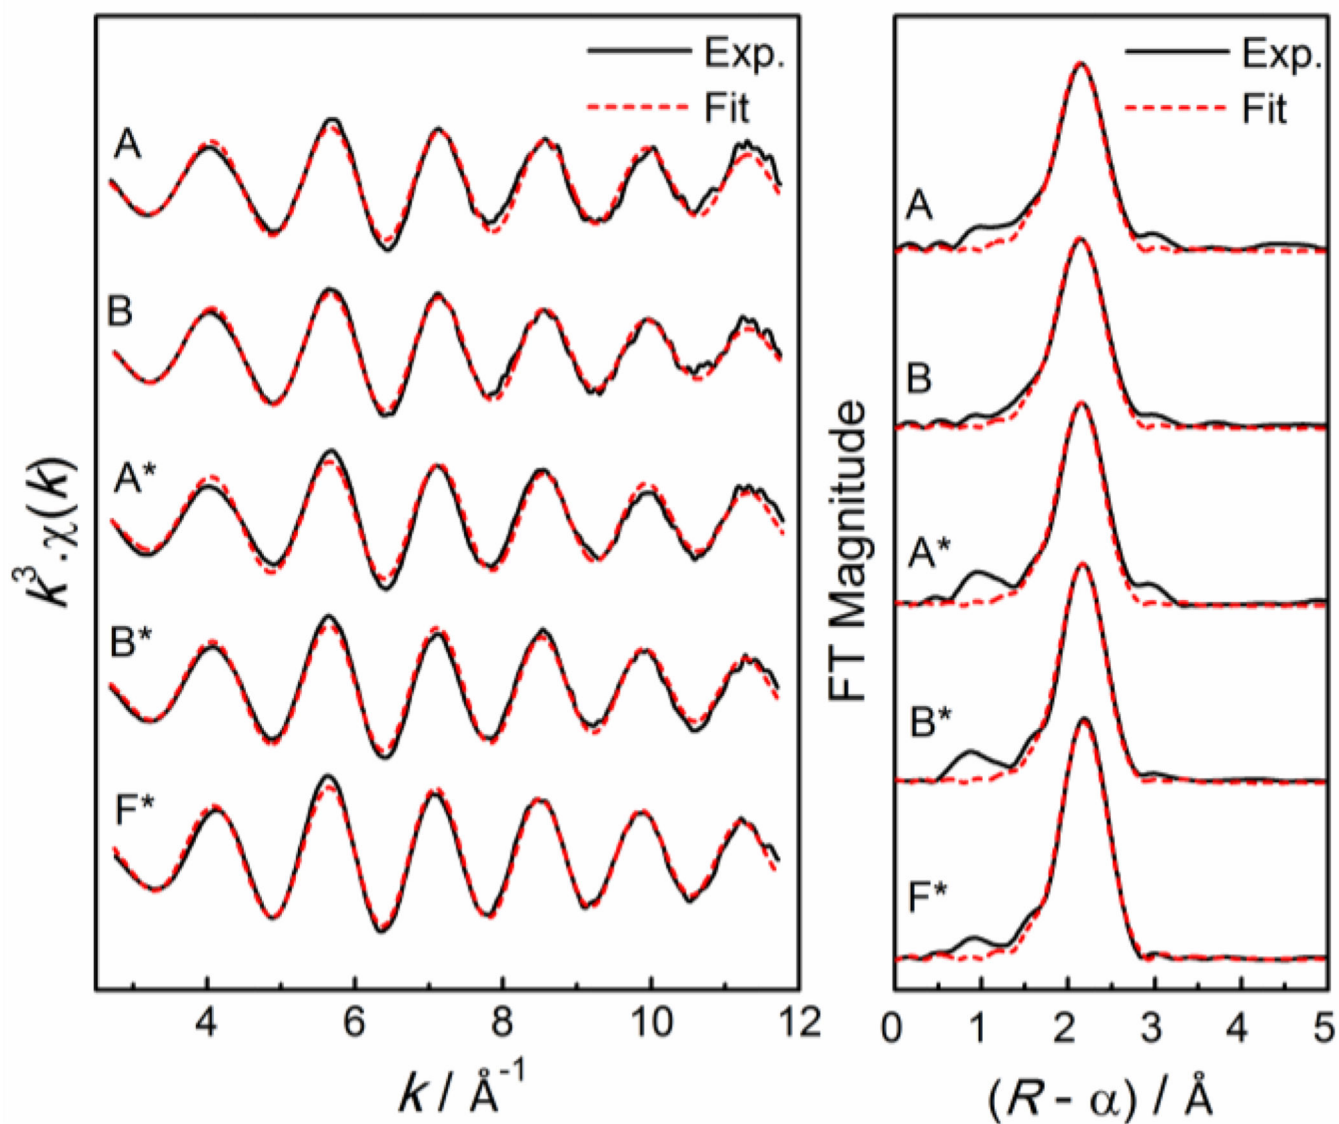 Exp.
Fit
A
B
A*
B*
F*
k³.χ(k)
4 6 8 10 12
k / Å⁻¹
Exp.
Fit
A
B
A*
B*
F*
FT Magnitude
0 1 2 3 4 5
(R - α) / Å